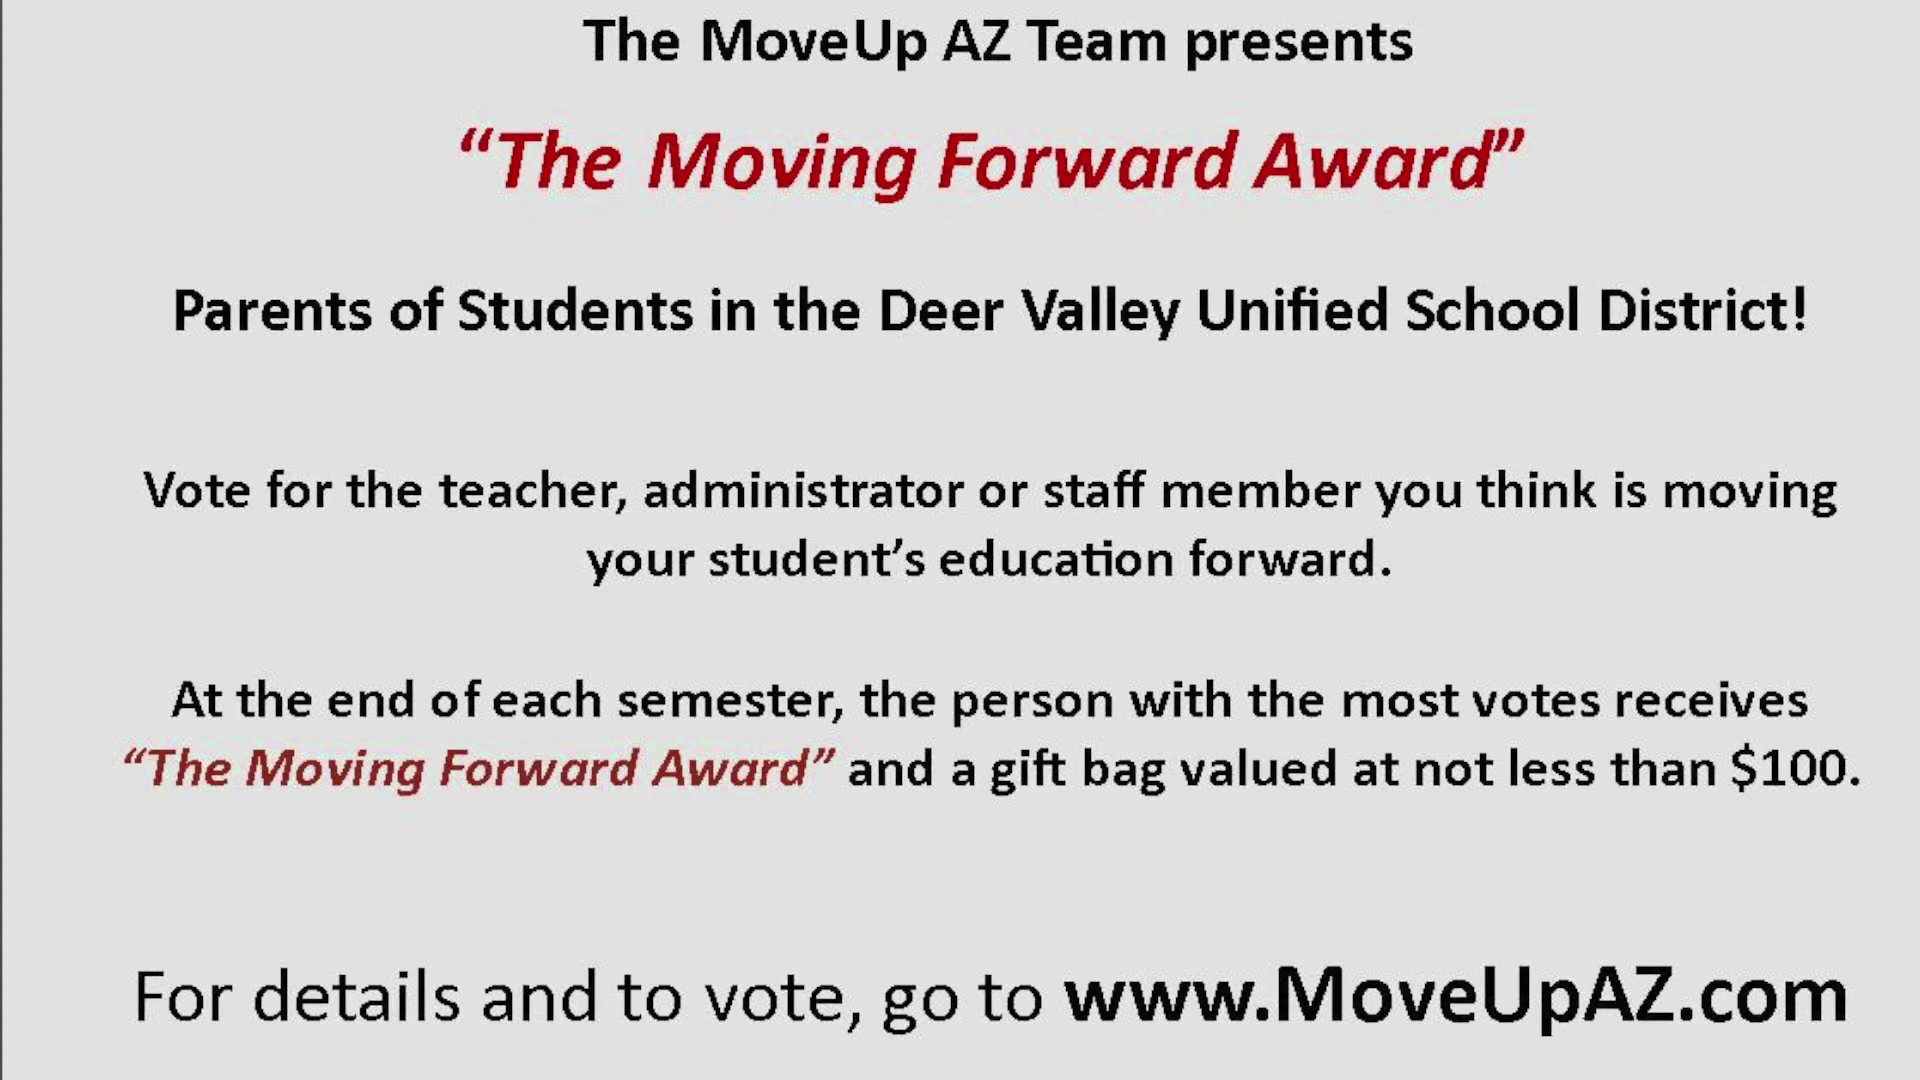 The MoveUp AZ Team presents
“The Moving Forward Award”
Parents of Students in the Deer Valley Unified School District!
Vote for the teacher, administrator or staff member you think is moving
your student’s education forward.
At the end of each semester, the person with the most votes receives
“The Moving Forward Award” and a gift bag valued at not less than $100.
For details and to vote, go to www.MoveUpAZ.com